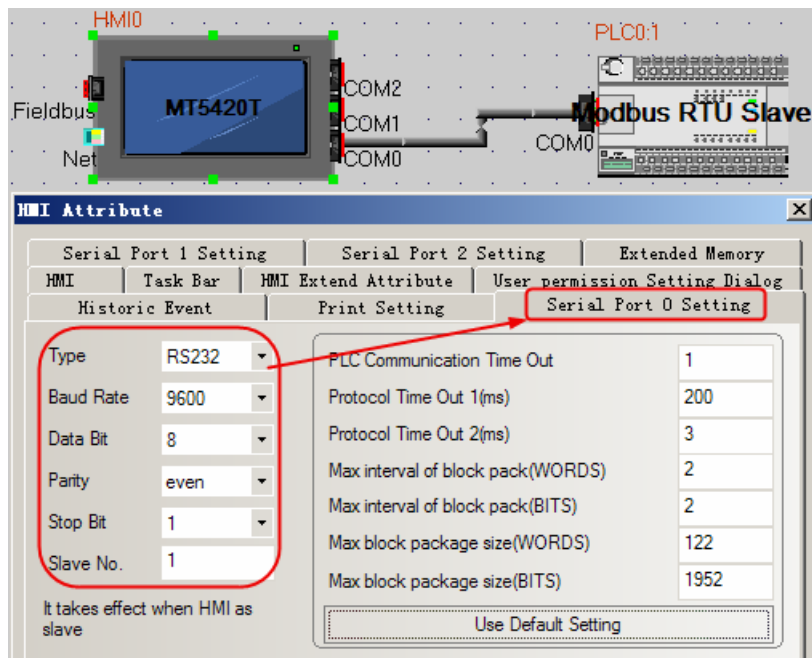 HMI0
PLC0:1
MT5420T
COM2
Fieldbus
COM1
Modbus RTU Slave
COM0
Net
COM0
HMI Attribute
Serial Port 1 Setting
Serial Port 2 Setting
Extended Memory
HMI
Task Bar
HMI Extend Attribute
User permission Setting Dialog
Historic Event
Print Setting
Serial Port 0 Setting
Type RS232
Baud Rate 9600
Data Bit 8
Parity even
Stop Bit 1
Slave No. 1
It takes effect when HMI as
slave
PLC Communication Time Out 1
Protocol Time Out 1(ms) 200
Protocol Time Out 2(ms) 3
Max interval of block pack(WORDS) 2
Max interval of block pack(BITS) 2
Max block package size(WORDS) 122
Max block package size(BITS) 1952
Use Default Setting